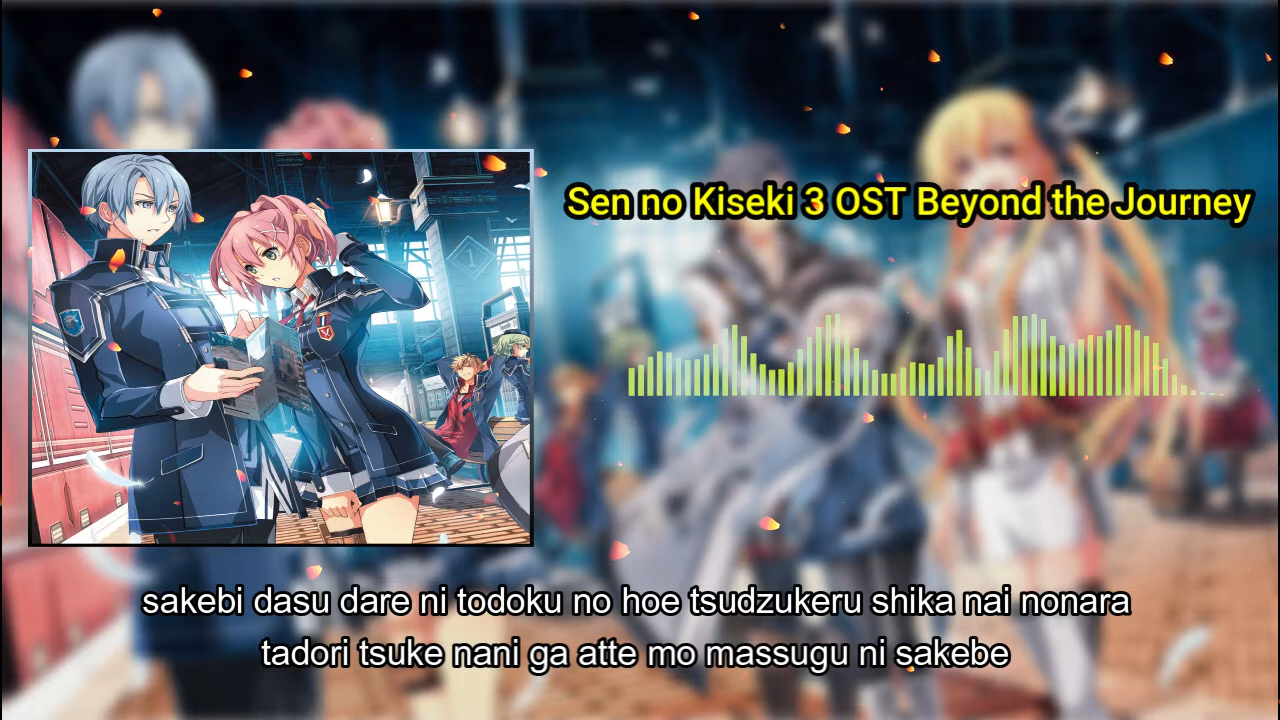 Sen no Kiseki 3 OST Beyond the Journey
1
sakebi dasu dare ni todoku no hoe tsudzukeru shika nai nonara
tadori tsuke nani ga atte mo massugu ni sakebe